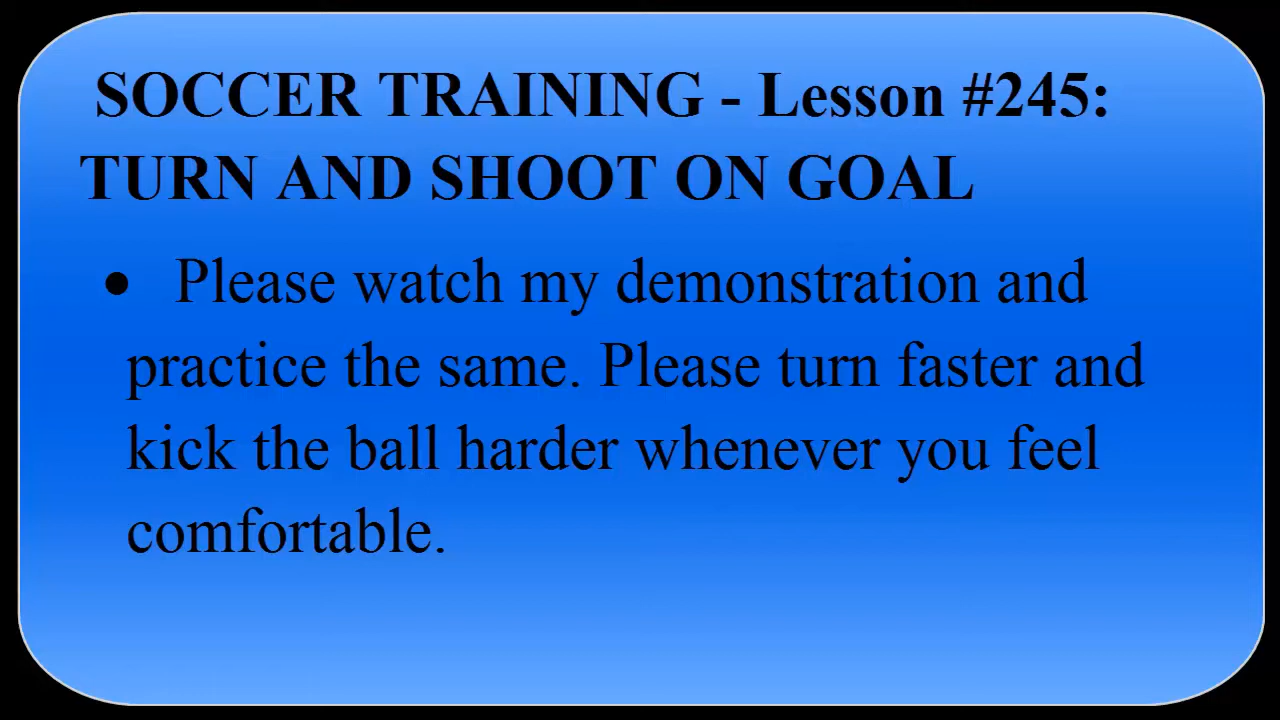 SOCCER TRAINING - Lesson #245:
TURN AND SHOOT ON GOAL
• Please watch my demonstration and
practice the same. Please turn faster and
kick the ball harder whenever you feel
comfortable.